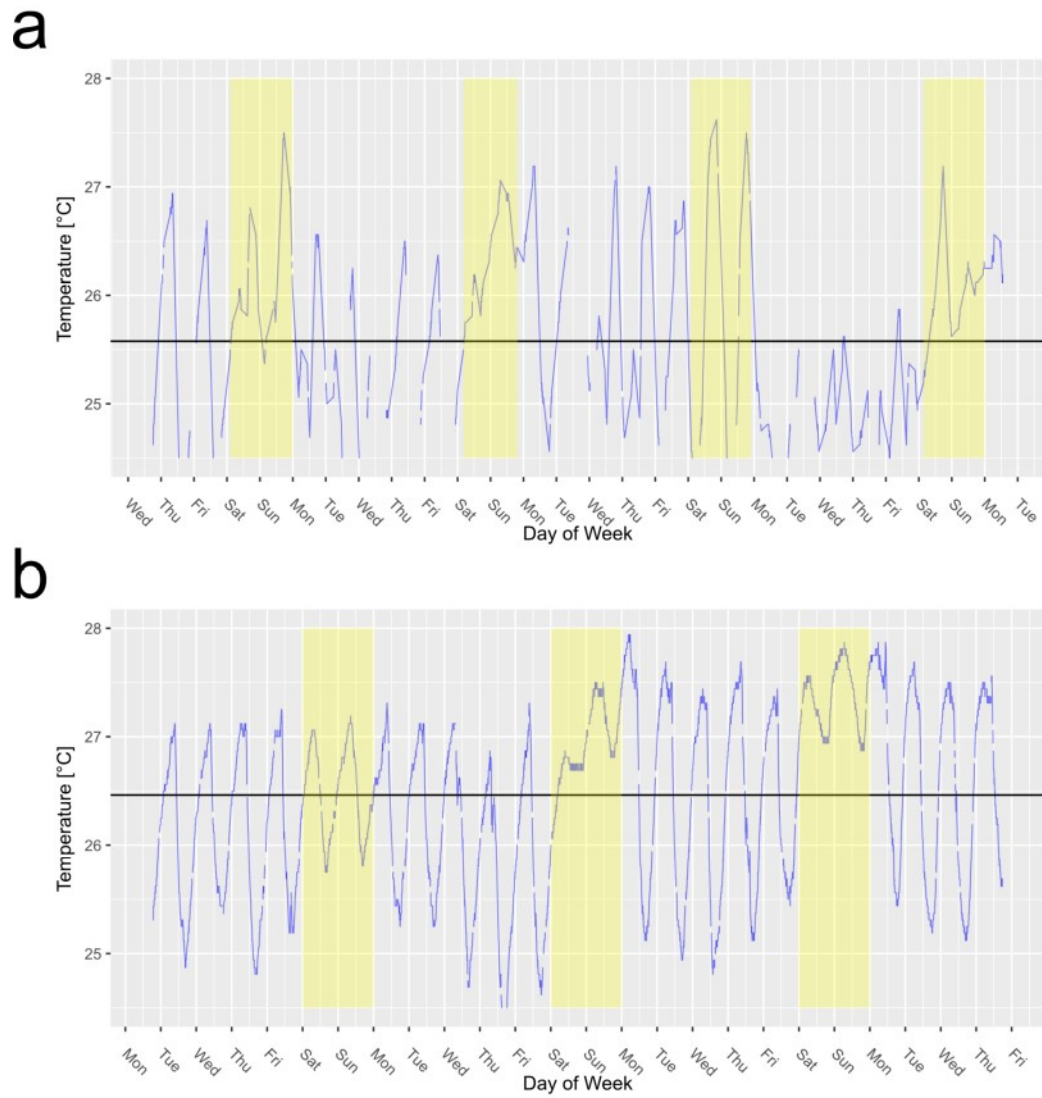 a
28
27
26
25
Temperature [°C]
Wed Thu Fri Sat Sun Mon Tue Wed Thu Fri Sat Sun Mon Tue Wed Thu Fri Sat Sun Mon Tue Wed Thu Fri Sat Sun Mon Tue
Day of Week
b
28
27
26
25
Temperature [°C]
Mon Tue Wed Thu Fri Sat Sun Mon Tue Wed Thu Fri Sat Sun Mon Tue Wed Thu Fri Sat Sun Mon Tue Wed Thu Fri
Day of Week